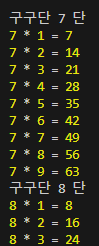 구구단 7 단
7 * 1 = 7
7 * 2 = 14
7 * 3 = 21
7 * 4 = 28
7 * 5 = 35
7 * 6 = 42
7 * 7 = 49
7 * 8 = 56
7 * 9 = 63
구구단 8 단
8 * 1 = 8
8 * 2 = 16
8 * 3 = 24